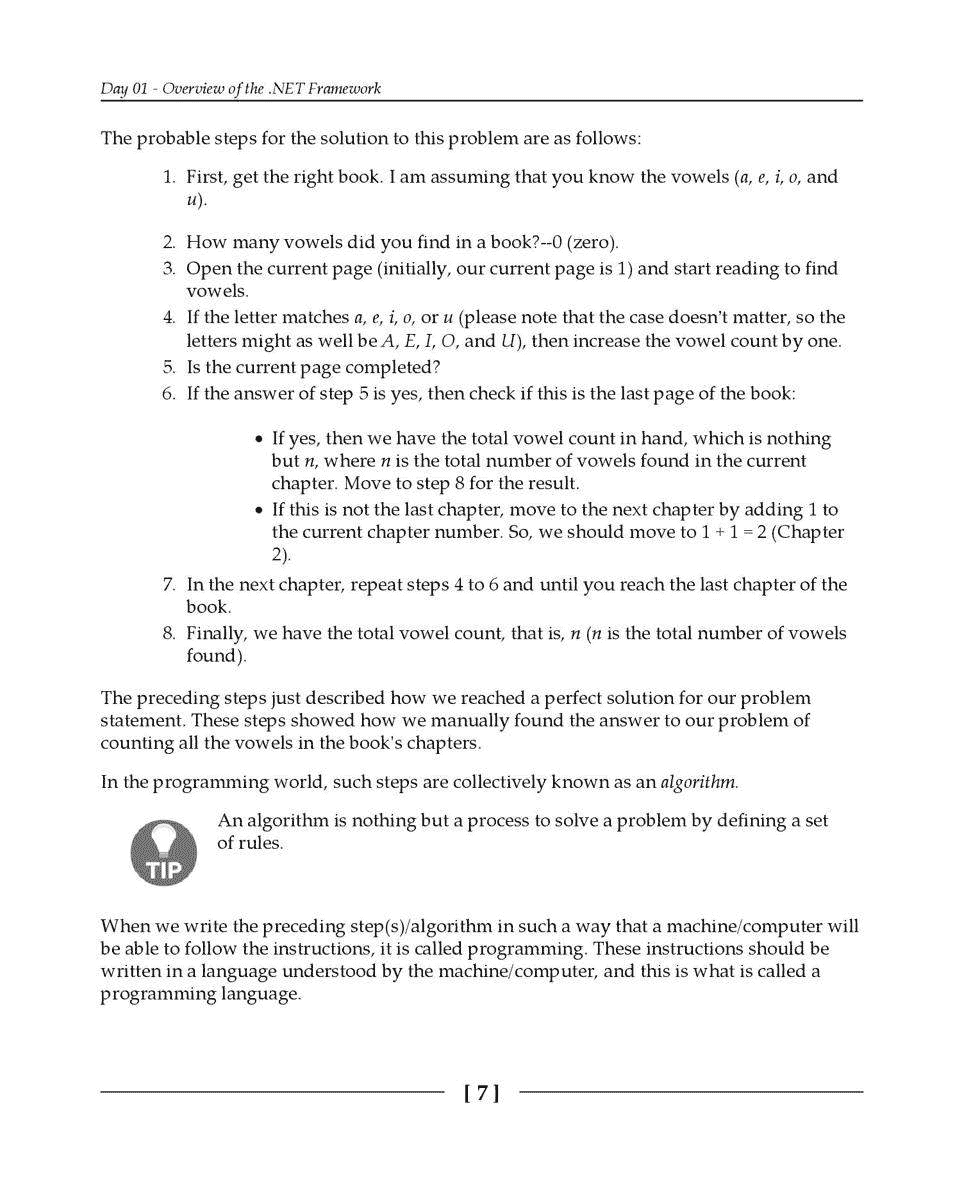 Day 01 - Overview of the .NET Framework
The probable steps for the solution to this problem are as follows:
1. First, get the right book. I am assuming that you know the vowels (a, e, i, o, and
u).
2. How many vowels did you find in a book?--0 (zero).
3. Open the current page (initially, our current page is 1) and start reading to find
vowels.
4. If the letter matches a, e, i, o, or u (please note that the case doesn't matter, so the
letters might as well be A, E, I, O, and U), then increase the vowel count by one.
5. Is the current page completed?
6. If the answer of step 5 is yes, then check if this is the last page of the book:
• If yes, then we have the total vowel count in hand, which is nothing
but n, where n is the total number of vowels found in the current
chapter. Move to step 8 for the result.
• If this is not the last chapter, move to the next chapter by adding 1 to
the current chapter number. So, we should move to 1 + 1 = 2 (Chapter
2).
7. In the next chapter, repeat steps 4 to 6 and until you reach the last chapter of the
book.
8. Finally, we have the total vowel count, that is, n (n is the total number of vowels
found).
The preceding steps just described how we reached a perfect solution for our problem
statement. These steps showed how we manually found the answer to our problem of
counting all the vowels in the book's chapters.
In the programming world, such steps are collectively known as an algorithm.
An algorithm is nothing but a process to solve a problem by defining a set
of rules.
TIP
When we write the preceding step(s)/algorithm in such a way that a machine/computer will
be able to follow the instructions, it is called programming. These instructions should be
written in a language understood by the machine/computer, and this is what is called a
programming language.
[ 7 ]